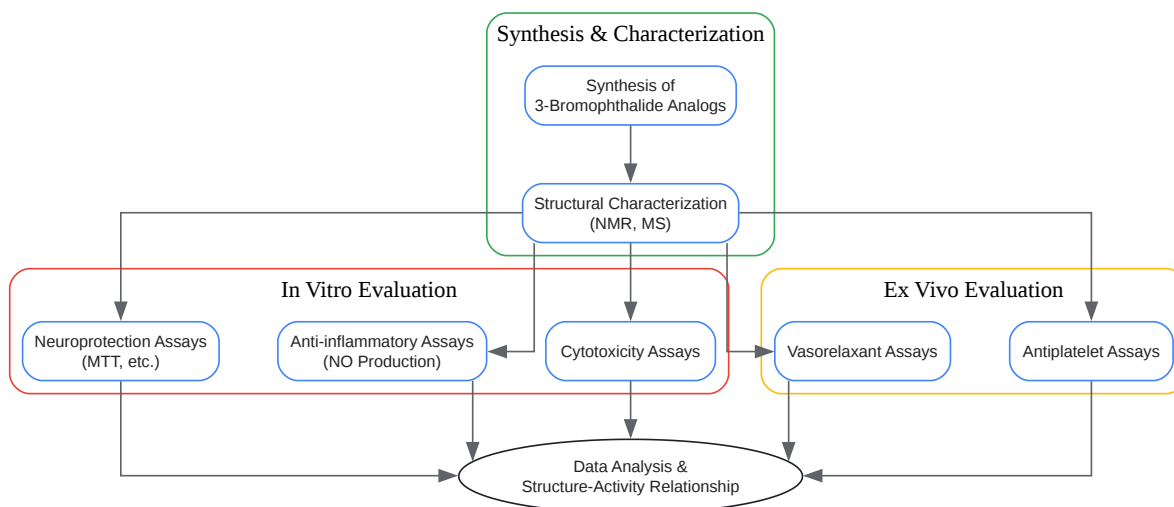 Synthesis & Characterization
Synthesis of
3-Bromophthalide Analogs
Structural Characterization
(NMR, MS)
In Vitro Evaluation
Ex Vivo Evaluation
Neuroprotection Assays
(MTT, etc.)
Anti-inflammatory Assays
(NO Production)
Cytotoxicity Assays
Vasorelaxant Assays
Antiplatelet Assays
Data Analysis &
Structure-Activity Relationship